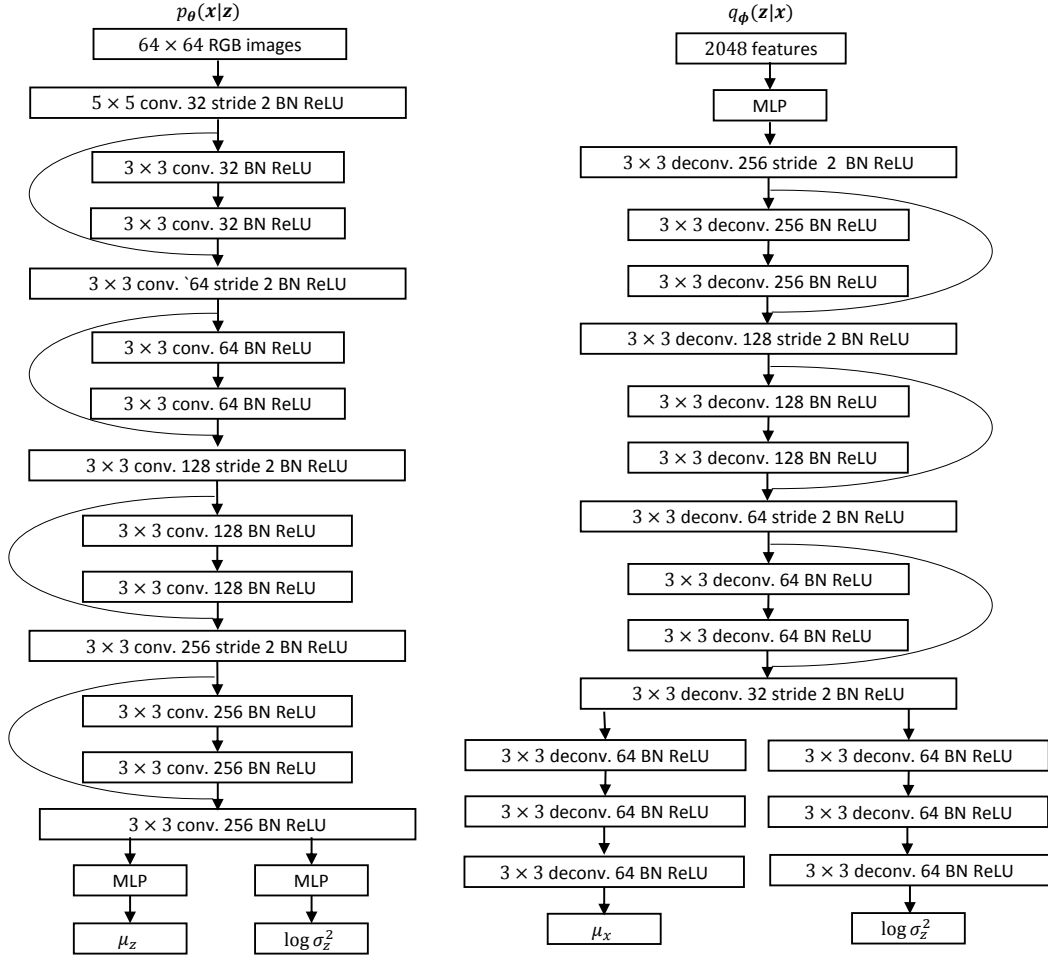 p_θ(x|z)
64 × 64 RGB images
5 × 5 conv. 32 stride 2 BN ReLU
3 × 3 conv. 32 BN ReLU
3 × 3 conv. 32 BN ReLU
3 × 3 conv. `64 stride 2 BN ReLU
3 × 3 conv. 64 BN ReLU
3 × 3 conv. 64 BN ReLU
3 × 3 conv. 128 stride 2 BN ReLU
3 × 3 conv. 128 BN ReLU
3 × 3 conv. 128 BN ReLU
3 × 3 conv. 256 stride 2 BN ReLU
3 × 3 conv. 256 BN ReLU
3 × 3 conv. 256 BN ReLU
3 × 3 conv. 256 BN ReLU
MLP
MLP
μ_z
log σ_z^2
q_ϕ(z|x)
2048 features
MLP
3 × 3 deconv. 256 stride 2 BN ReLU
3 × 3 deconv. 256 BN ReLU
3 × 3 deconv. 256 BN ReLU
3 × 3 deconv. 128 stride 2 BN ReLU
3 × 3 deconv. 128 BN ReLU
3 × 3 deconv. 128 BN ReLU
3 × 3 deconv. 64 stride 2 BN ReLU
3 × 3 deconv. 64 BN ReLU
3 × 3 deconv. 64 BN ReLU
3 × 3 deconv. 32 stride 2 BN ReLU
3 × 3 deconv. 64 BN ReLU
3 × 3 deconv. 64 BN ReLU
3 × 3 deconv. 64 BN ReLU
μ_x
3 × 3 deconv. 64 BN ReLU
3 × 3 deconv. 64 BN ReLU
3 × 3 deconv. 64 BN ReLU
log σ_z^2